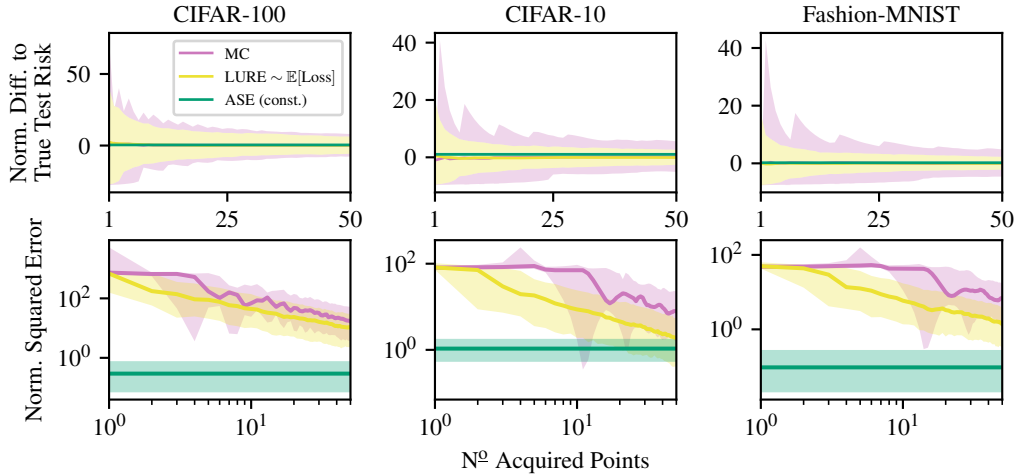 CIFAR-100 CIFAR-10 Fashion-MNIST
Norm. Diff. to
True Test Risk
50
0
MC
LURE ∼ 𝔼[Loss]
ASE (const.)
40
20
0
40
20
0
1 25 50 1 25 50 1 25 50
Norm. Squared Error
10²
10⁰
10²
10⁰
10²
10⁰
10⁰ 10¹ 10⁰ 10¹ 10⁰ 10¹
Nº Acquired Points